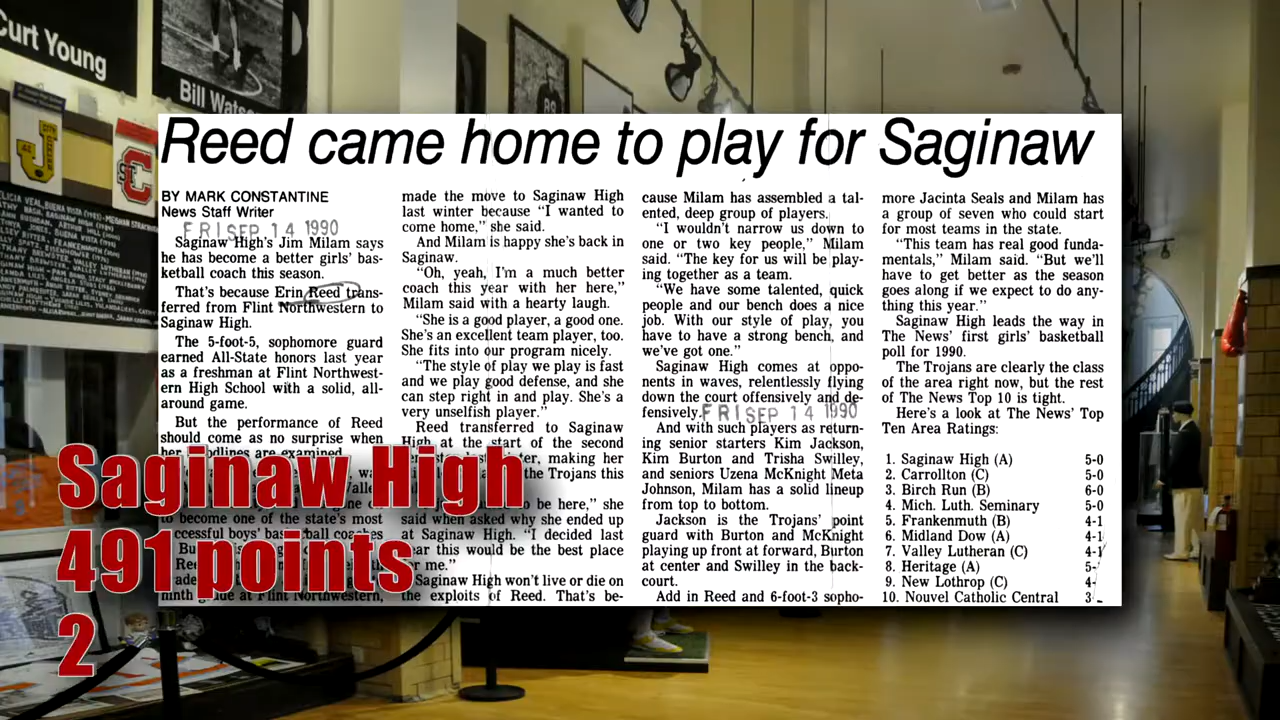 Curt Young
Bill Wats
Reed came home to play for Saginaw
BY MARK CONSTANTINE
News Staff Writer
FRI SEP 14 1990
Saginaw High's Jim Milam says
he has become a better girls' bas-
ketball coach this season.
That's because Erin Reed trans-
ferred from Flint Northwestern to
Saginaw High.
The 5-foot-5, sophomore guard
earned All-State honors last year
as a freshman at Flint Northwest-
ern High School with a solid, all-
around game.
But the performance of Reed
should come as no surprise when
her odlines are examined.
to become one of the state's most
cessful boys' basketball coaches
ninth at Flint Northwestern,
made the move to Saginaw High
last winter because "I wanted to
come home," she said.
And Milam is happy she's back in
Saginaw.
"Oh, yeah, I'm a much better
coach this year with her here,"
Milam said with a hearty laugh.
"She is a good player, a good one.
She's an excellent team player, too.
She fits into our program nicely.
"The style of play we play is fast
and we play good defense, and she
can step right in and play. She's a
very unselfish player."
Reed transferred to Saginaw
High at the start of the second
making her
the Trojans this
be here," she
said when asked why she ended up
at Saginaw High. "I decided last
ear this would be the best place
or me."
Saginaw High won't live or die on
the exploits of Reed. That's be-
cause Milam has assembled a tal-
ented, deep group of players.
"I wouldn't narrow us down to
one or two key people," Milam
said. "The key for us will be play-
ing together as a team.
"We have some talented, quick
people and our bench does a nice
job. With our style of play, you
have to have a strong bench, and
we've got one."
Saginaw High comes at oppo-
nents in waves, relentlessly flying
down the court offensively and de-
fensively. FRI SEP 14 1990
And with such players as return-
ing senior starters Kim Jackson,
Kim Burton and Trisha Swilley,
and seniors Uzena McKnight Meta
Johnson, Milam has a solid lineup
from top to bottom.
Jackson is the Trojans' point
guard with Burton and McKnight
playing up front at forward, Burton
at center and Swilley in the back-
court.
Add in Reed and 6-foot-3 sopho-
more Jacinta Seals and Milam has
a group of seven who could start
for most teams in the state.
"This team has real good funda-
mentals," Milam said. "But we'll
have to get better as the season
goes along if we expect to do any-
thing this year."
Saginaw High leads the way in
The News' first girls' basketball
poll for 1990.
The Trojans are clearly the class
of the area right now, but the rest
of The News Top 10 is tight.
Here's a look at The News' Top
Ten Area Ratings:
1. Saginaw High (A) 5-0
2. Carrollton (C) 5-0
3. Birch Run (B) 6-0
4. Mich. Luth. Seminary 5-0
5. Frankenmuth (B) 4-1
6. Midland Dow (A) 4-1
7. Valley Lutheran (C) 4-1
8. Heritage (A) 5-
9. New Lothrop (C) 4-
10. Nouvel Catholic Central 3-
Saginaw High
491 points
2